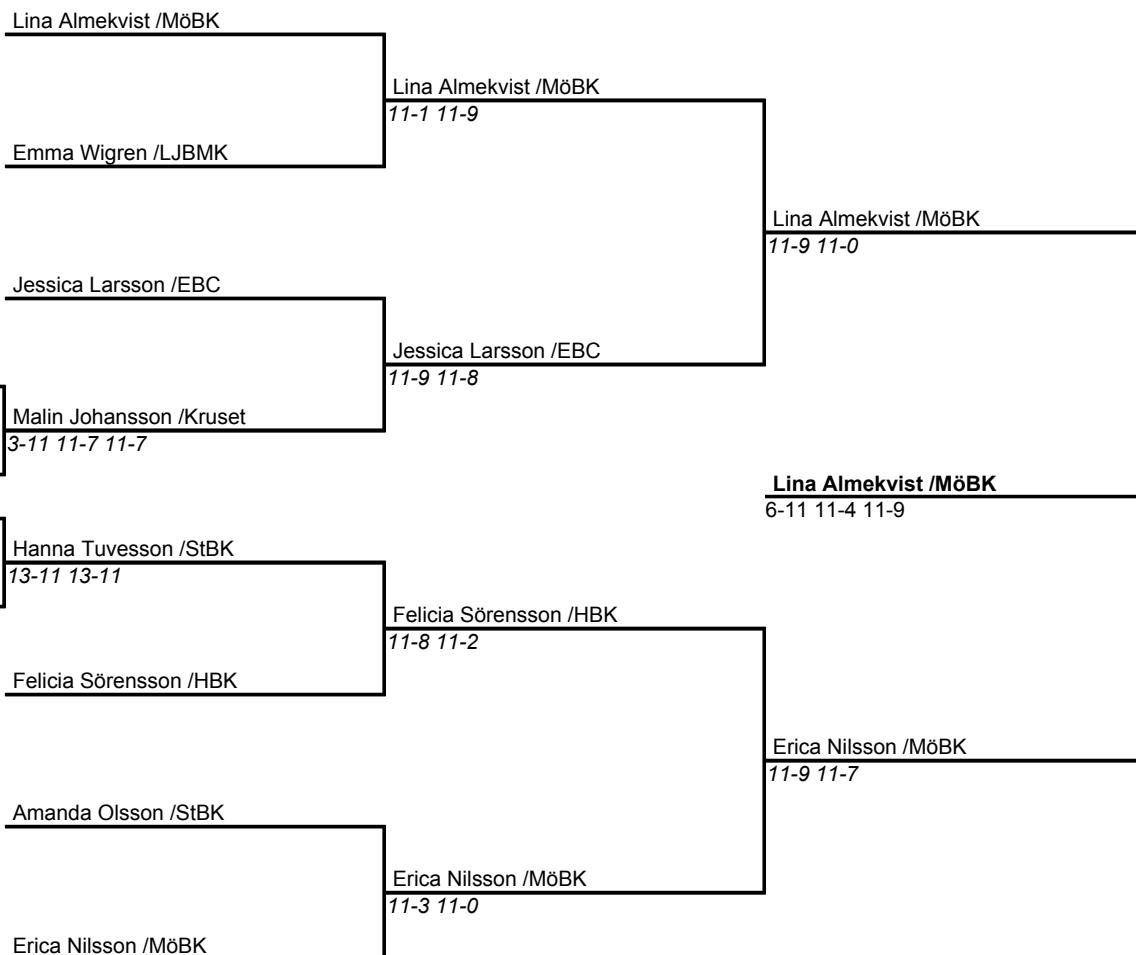 Lina Almekvist /MöBK
Lina Almekvist /MöBK
11-1 11-9
Emma Wigren /LJBMK
Lina Almekvist /MöBK
11-9 11-0
Jessica Larsson /EBC
Jessica Larsson /EBC
11-9 11-8
Malin Johansson /Kruset
3-11 11-7 11-7
Lina Almekvist /MöBK
6-11 11-4 11-9
Hanna Tuvesson /StBK
13-11 13-11
Felicia Sörensson /HBK
11-8 11-2
Felicia Sörensson /HBK
Erica Nilsson /MöBK
11-9 11-7
Amanda Olsson /StBK
Erica Nilsson /MöBK
11-3 11-0
Erica Nilsson /MöBK